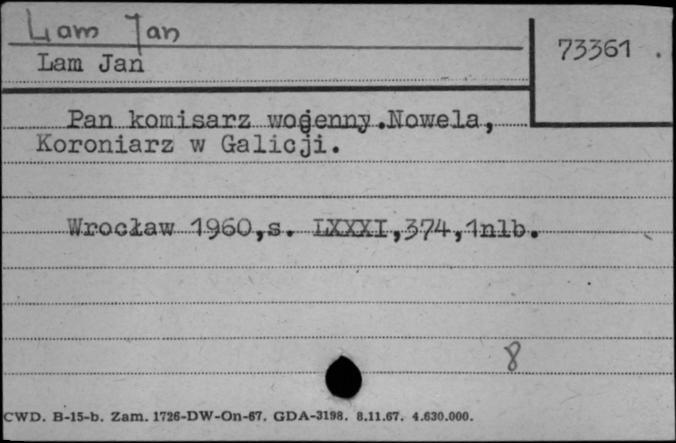 Lam Jan
73361.
Lam Jan
Pan komisarz wojenny.Nowela,
Koroniarz w Galicji.
Wrocław 1960,s. LXXXI,374,1nlb.
8
CWD. B-15-b. Zam. 1726-DW-On-67. GDA-3198. 8.11.67. 4.630.000.